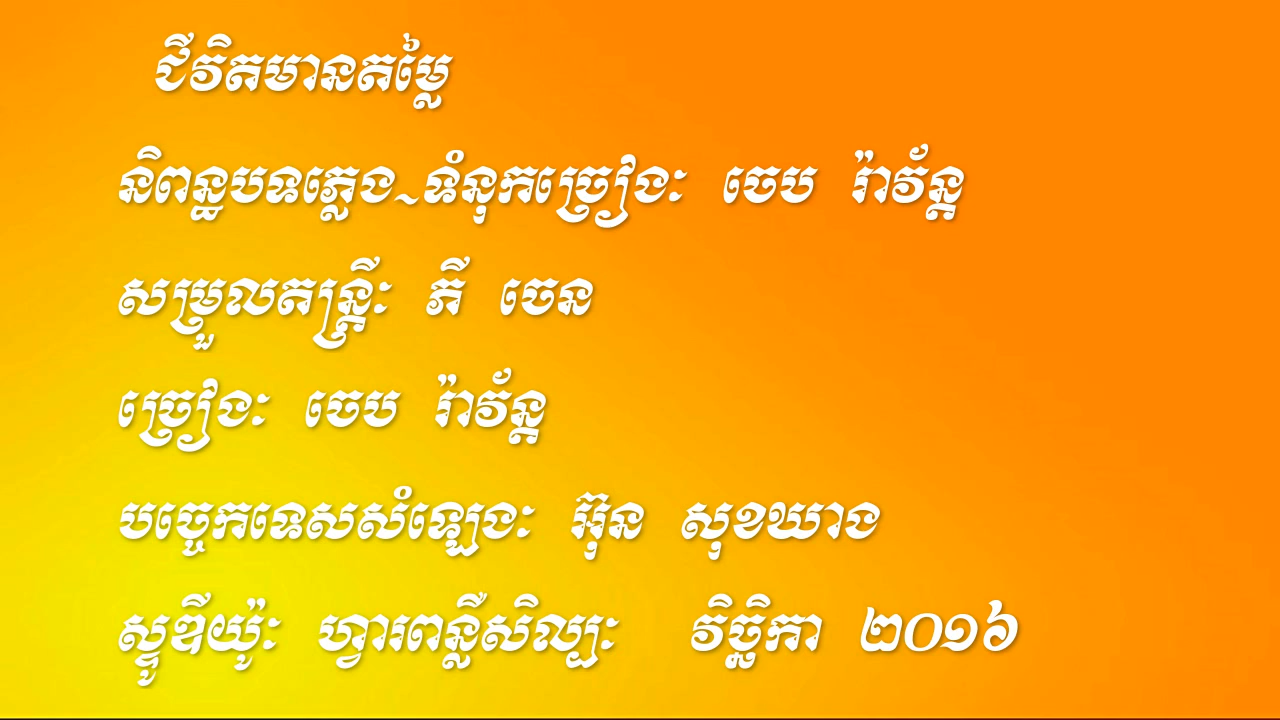 ជីវិតមានតម្លៃ
និពន្ធបទភ្លេង~ទំនុកច្រៀងៈ ចេប រ៉ាវ័ន្ត
សម្រួលតន្ត្រីៈ ភី ចេន
ច្រៀងៈ ចេប រ៉ាវ័ន្ត
បច្ចេកទេសសំឡេងៈ អ៊ុន សុខឃាង
ស្ទូឌីយ៉ូៈ ហ្វារពន្លឺសិល្បៈ វិច្ឆិកា ២០១៦